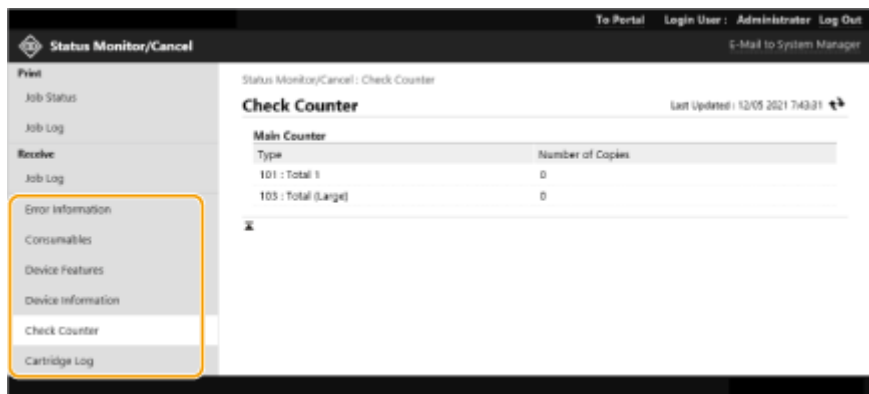 To Portal Login User : Administrator Log Out
Status Monitor/Cancel
E-Mail to System Manager
Print
Job Status
Job Log
Receive
Job Log
Error Information
Consumables
Device Features
Device Information
Check Counter
Cartridge Log
Status Monitor/Cancel : Check Counter
Check Counter
Last Updated : 12/05 2021 7:43:31
Main Counter
Type Number of Copies
101 : Total 1 0
103 : Total (Large) 0